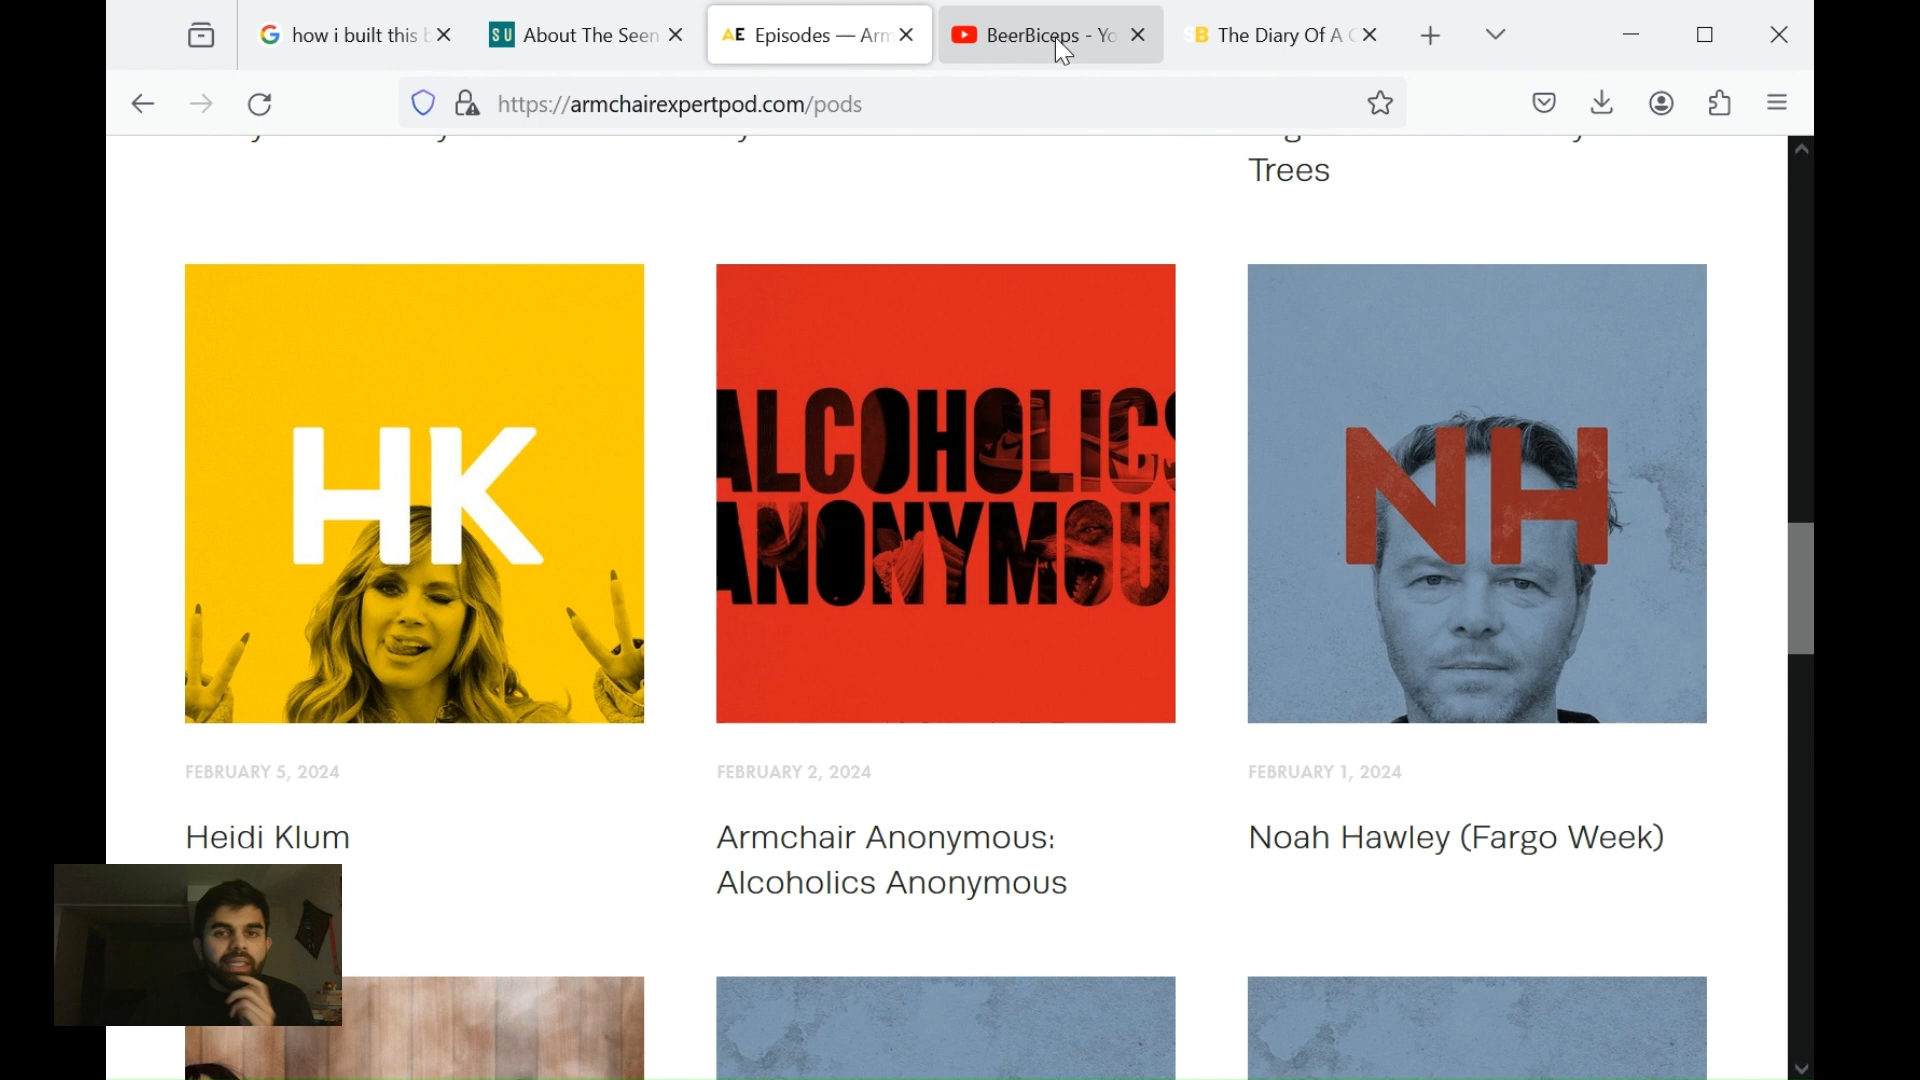 how i built this
SU About The Seen
AE Episodes — Arm
BeerBiceps - Yo
B The Diary Of A C
https://armchairexpertpod.com/pods
Trees
HK
ALCOHOLICS
ANONYMOU
NH
FEBRUARY 5, 2024
FEBRUARY 2, 2024
FEBRUARY 1, 2024
Heidi Klum
Armchair Anonymous:
Alcoholics Anonymous
Noah Hawley (Fargo Week)